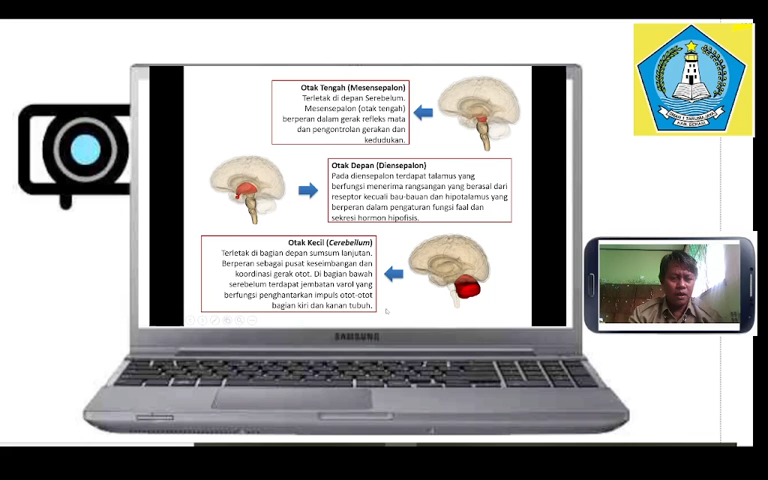 Otak Tengah (Mesensepalon)
Terletak di depan Serebelum.
Mesensepalon (otak tengah)
berperan dalam gerak refleks mata
dan pengontrolan gerakan dan
kedudukan.
Otak Depan (Diensepalon)
Pada diensepalon terdapat talamus yang
berfungsi menerima rangsangan yang berasal dari
reseptor kecuali bau-bauan dan hipotalamus yang
berperan dalam pengaturan fungsi faal dan
sekresi hormon hipofisis.
Otak Kecil (Cerebellum)
Terletak di bagian depan sumsum lanjutan.
Berperan sebagai pusat keseimbangan dan
koordinasi gerak otot. Di bagian bawah
serebelum terdapat jembatan varol yang
berfungsi penghantarkan impuls otot-otot
bagian kiri dan kanan tubuh.
SAMSUNG